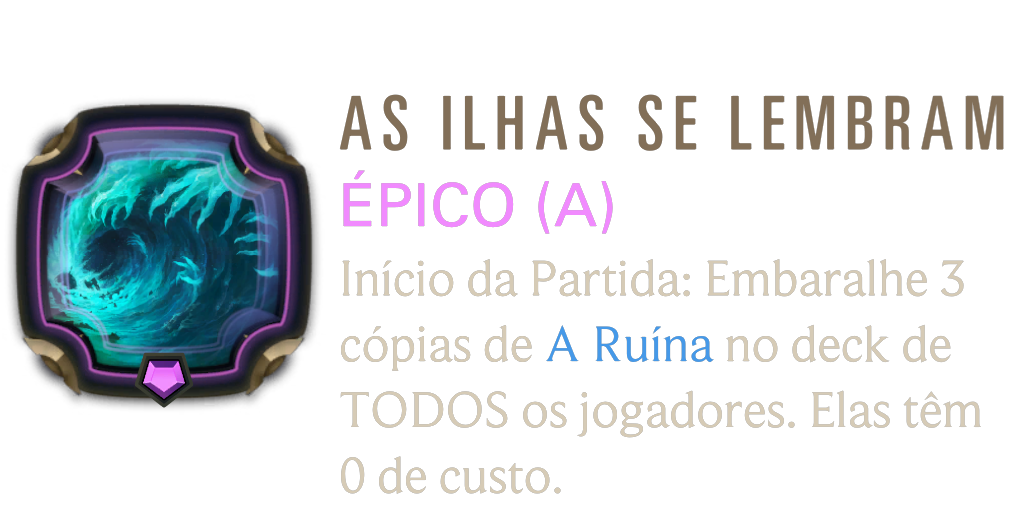 AS ILHAS SE LEMBRAM
ÉPICO (A)
Início da Partida: Embaralhe 3
cópias de A Ruína no deck de
TODOS os jogadores. Elas têm
0 de custo.